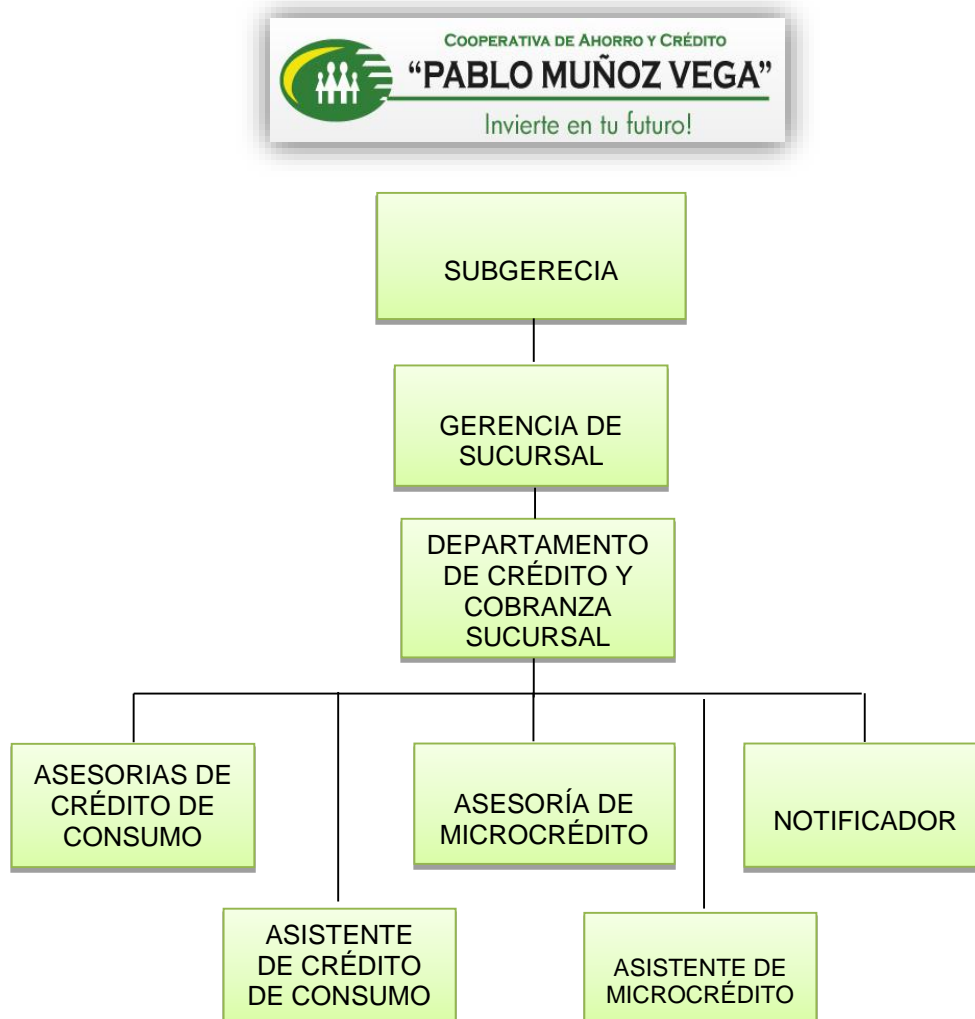 COOPERATIVA DE AHORRO Y CRÉDITO
“PABLO MUÑOZ VEGA”
Invierte en tu futuro!
SUBGERECIA
GERENCIA DE
SUCURSAL
DEPARTAMENTO
DE CRÉDITO Y
COBRANZA
SUCURSAL
ASESORIAS DE
CRÉDITO DE
CONSUMO
ASESORÍA DE
MICROCRÉDITO
NOTIFICADOR
ASISTENTE
DE CRÉDITO
DE CONSUMO
ASISTENTE DE
MICROCRÉDITO